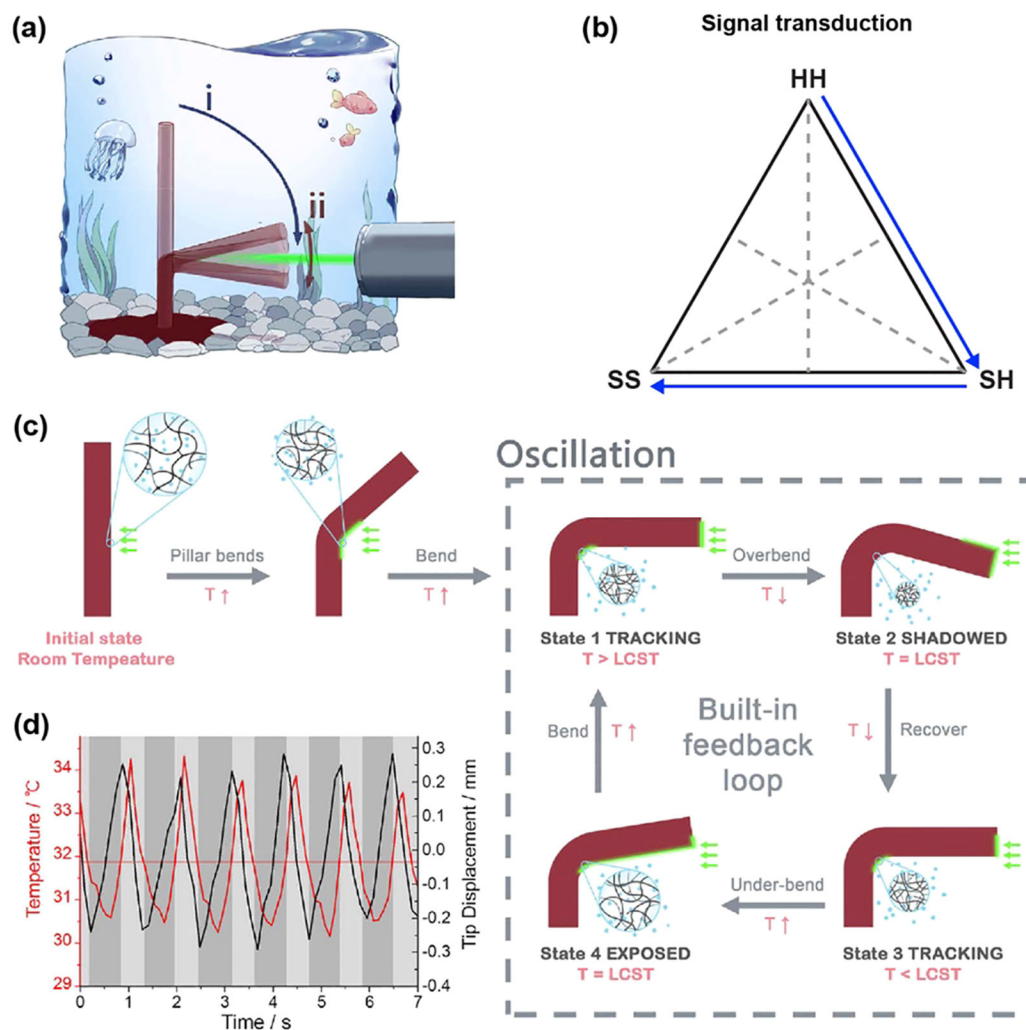 (a)
i
ii
(b)
Signal transduction
HH
SS
SH
(c)
Pillar bends
T ↑
Bend
T ↑
Initial state
Room Tempeature
Oscillation
Overbend
T ↓
State 1 TRACKING
T > LCST
State 2 SHADOWED
T = LCST
Bend
T ↑
Built-in
feedback
loop
T ↓
Recover
Under-bend
T ↑
State 4 EXPOSED
T = LCST
State 3 TRACKING
T < LCST
(d)
Temperature / °C
34
33
32
31
30
29
0
1
2
3
4
5
6
7
Time / s
0.3
0.2
0.1
0.0
-0.1
-0.2
-0.3
-0.4
Tip Displacement / mm